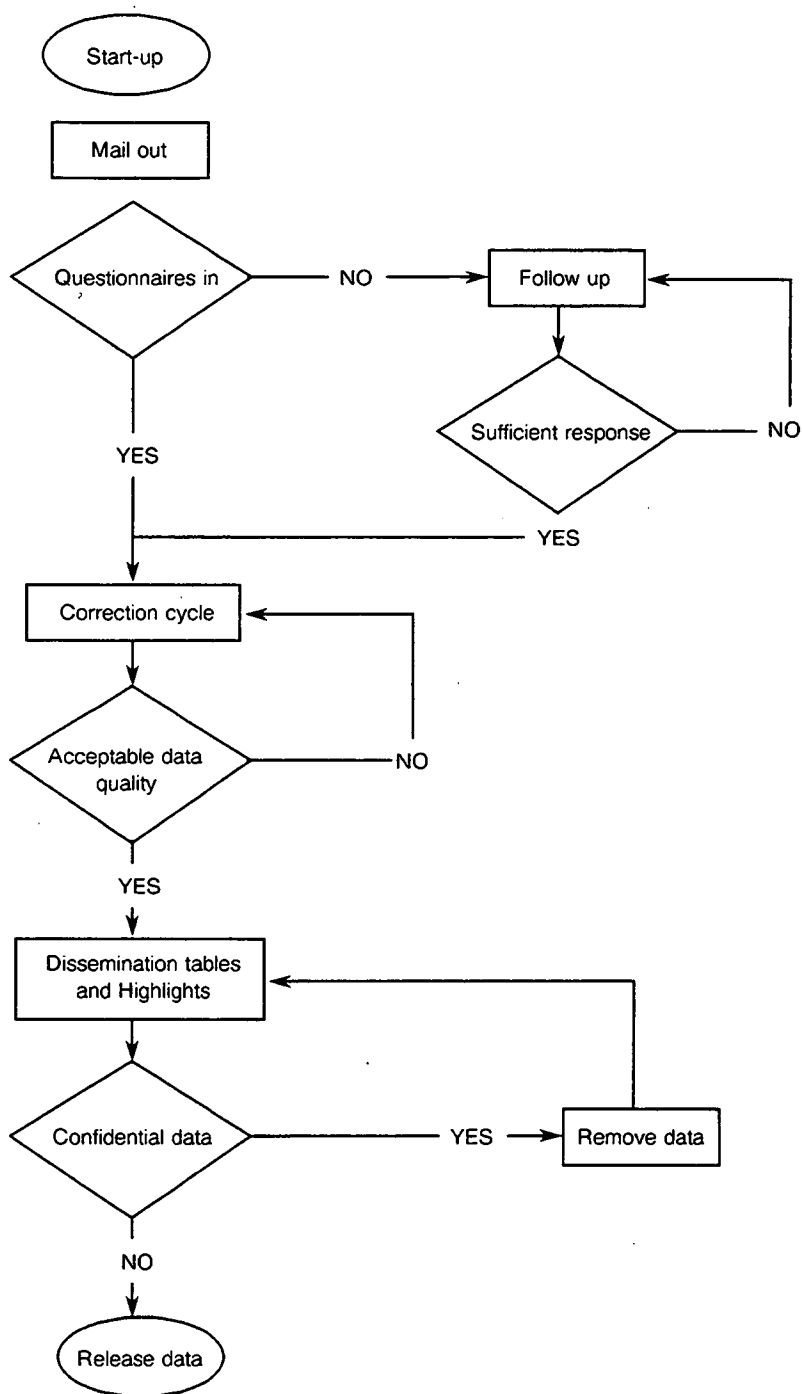 Start-up
Mail out
Questionnaires in
NO
Follow up
Sufficient response
NO
YES
YES
Correction cycle
Acceptable data
quality
NO
YES
Dissemination tables
and Highlights
Confidential data
YES
Remove data
NO
Release data